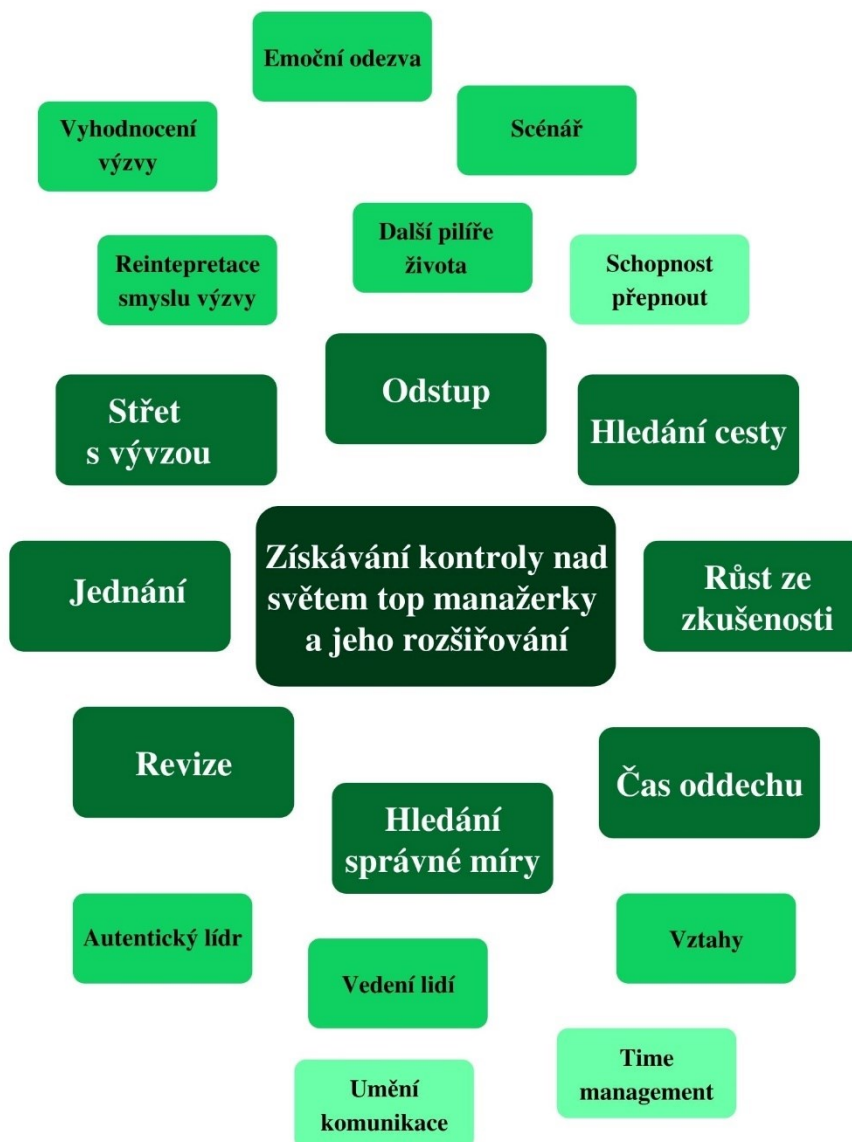 Emoční odezva
Vyhodnocení
výzvy
Scénář
Další pilíře
života
Reintepretace
smyslu výzvy
Schopnost
přepnout
Odstup
Střet
s vývzou
Hledání cesty
Získávání kontroly nad
světem top manažerky
a jeho rozšiřování
Jednání
Růst ze
zkušenosti
Revize
Čas oddechu
Hledání
správné míry
Autentický lídr
Vztahy
Vedení lidí
Time
management
Umění
komunikace